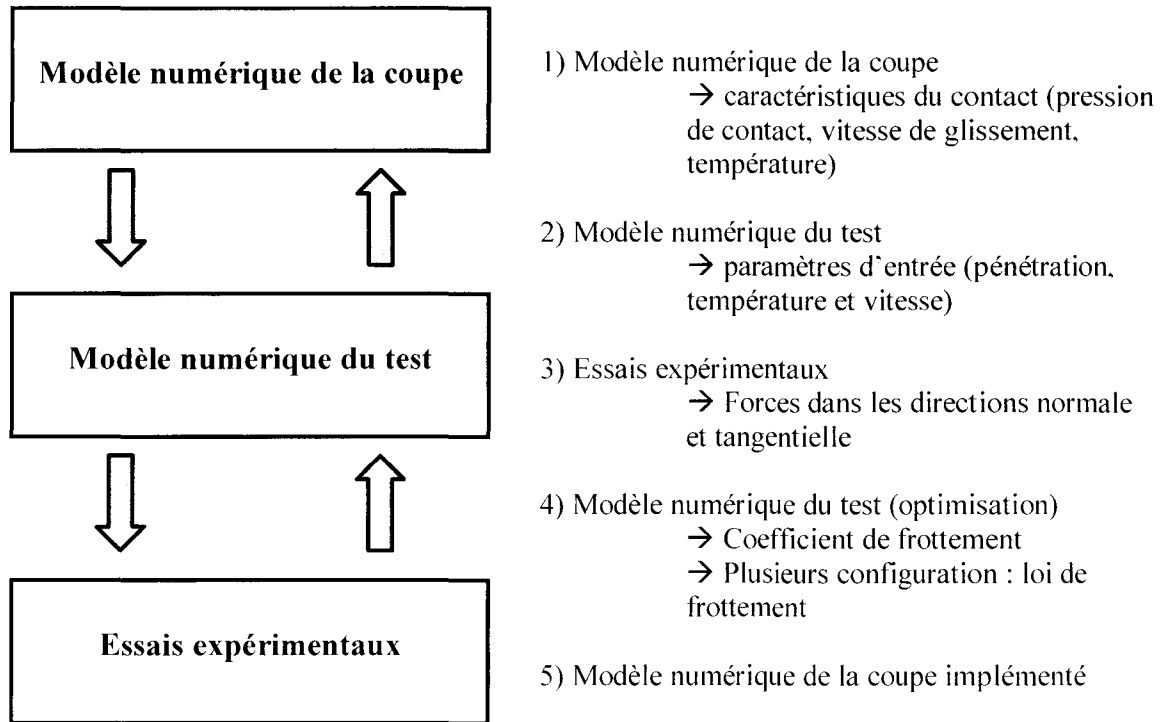 Modèle numérique de la coupe
Modèle numérique du test
Essais expérimentaux
1) Modèle numérique de la coupe
→ caractéristiques du contact (pression
de contact, vitesse de glissement,
température)
2) Modèle numérique du test
→ paramètres d'entrée (pénétration,
température et vitesse)
3) Essais expérimentaux
→ Forces dans les directions normale
et tangentielle
4) Modèle numérique du test (optimisation)
→ Coefficient de frottement
→ Plusieurs configuration : loi de
frottement
5) Modèle numérique de la coupe implémenté